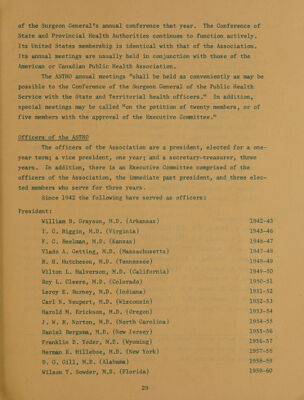 of the Surgeon General's annual conference that year. The Conference of
State and Provincial Health Authorities continues to function actively.
Its United States membership is identical with that of the Association.
Its annual meetings are usually held in conjunction with those of the
American or Canadian Public Health Association.
The ASTHO annual meetings "shall be held as conveniently as may be
possible to the Conference of the Surgeon General of the Public Health
Service with the State and Territorial health officers." In addition,
special meetings may be called "on the petition of twenty members, or of
five members with the approval of the Executive Committee."
Officers of the ASTHO
The officers of the Association are a president, elected for a one-
year term; a vice president, one year; and a secretary-treasurer, three
years. In addition, there is an Executive Committee comprised of the
officers of the Association, the immediate past president, and three elec-
ted members who serve for three years.
Since 1942 the following have served as officers:
President:
William B. Grayson, M.D. (Arkansas) 1942-43
I. C. Riggin, M.D. (Virginia) 1943-46
F. C. Beelman, M.D. (Kansas) 1946-47
Vlado A. Getting, M.D. (Massachusetts) 1947-48
R. H. Hutcheson, M.D. (Tennessee) 1948-49
Wilton L. Halverson, M.D. (California) 1949-50
Roy L. Cleere, M.D. (Colorado) 1950-51
Leroy E. Burney, M.D. (Indiana) 1951-52
Carl N. Neupert, M.D. (Wisconsin) 1952-53
Harold M. Erickson, M.D. (Oregon) 1953-54
J. W. R. Norton, M.D. (North Carolina) 1954-55
Daniel Bergsma, M.D. (New Jersey) 1955-56
Franklin D. Yoder, M.D. (Wyoming) 1956-57
Herman E. Hilleboe, M.D. (New York) 1957-58
D. G. Gill, M.D. (Alabama) 1958-59
Wilson T. Sowder, M.D. (Florida) 1959-60
29